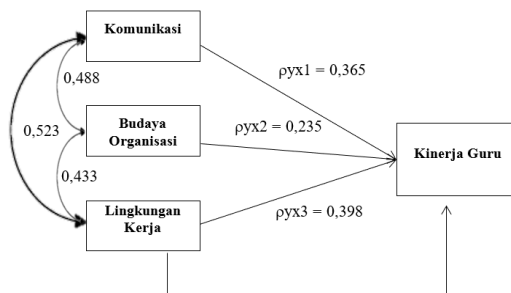 Komunikasi
0,488
ρyx1 = 0,365
0,523
Budaya
Organisasi
ρyx2 = 0,235
Kinerja Guru
0,433
Lingkungan
Kerja
ρyx3 = 0,398